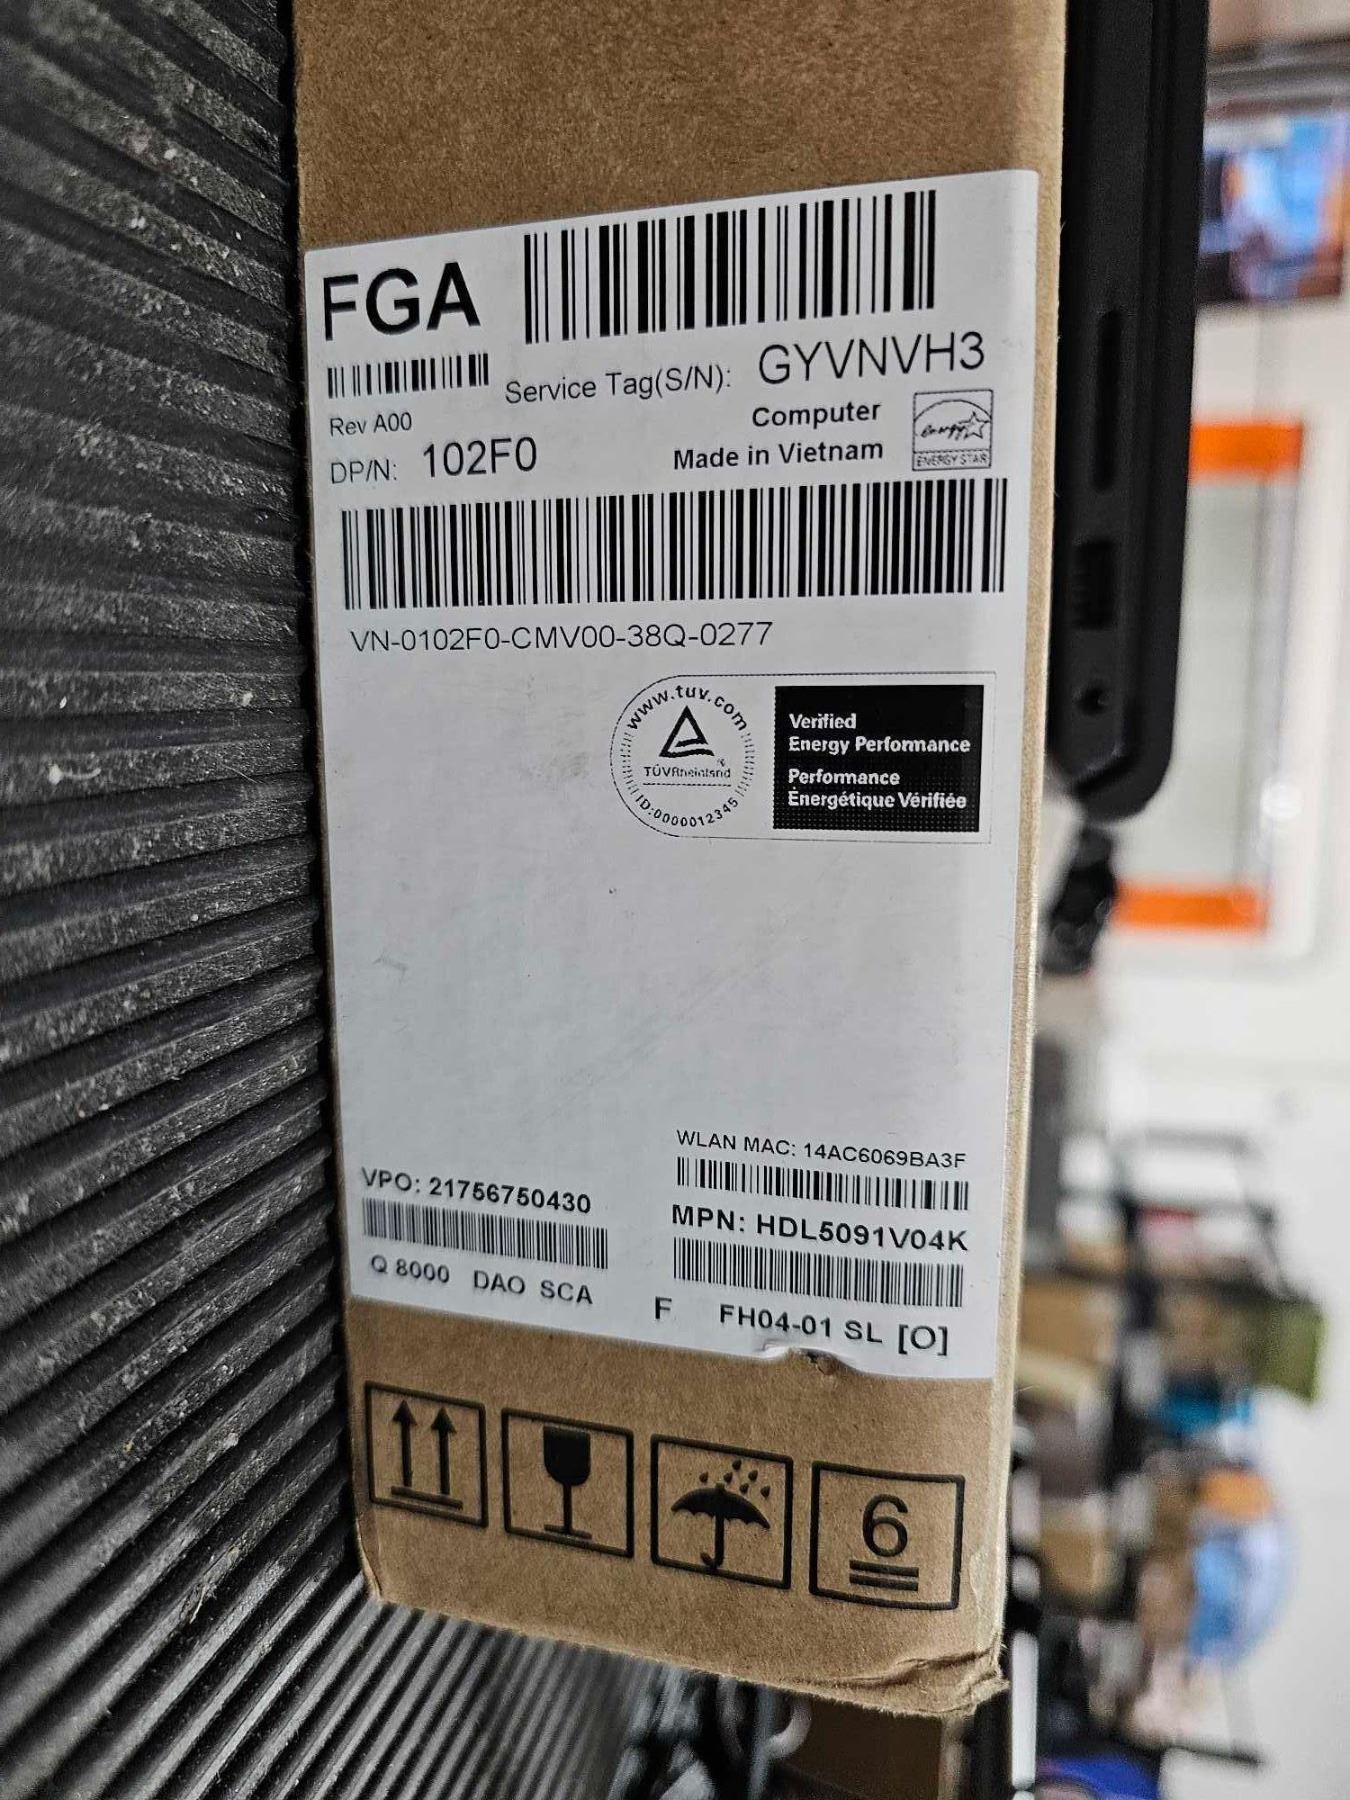 FGA
Service Tag(S/N): GYVNVH3
Rev A00
Computer
DP/N: 102F0
Made in Vietnam
energy
ENERGY STAR
VN-0102F0-CMV00-38Q-0277
www.tuv.com
TÜVRheinland
ID:0000012345
Verified
Energy Performance
Performance
Énergétique Vérifiée
WLAN MAC: 14AC6069BA3F
VPO: 21756750430
MPN: HDL5091V04K
Q 8000 DAO SCA
F FH04-01 SL [O]
6